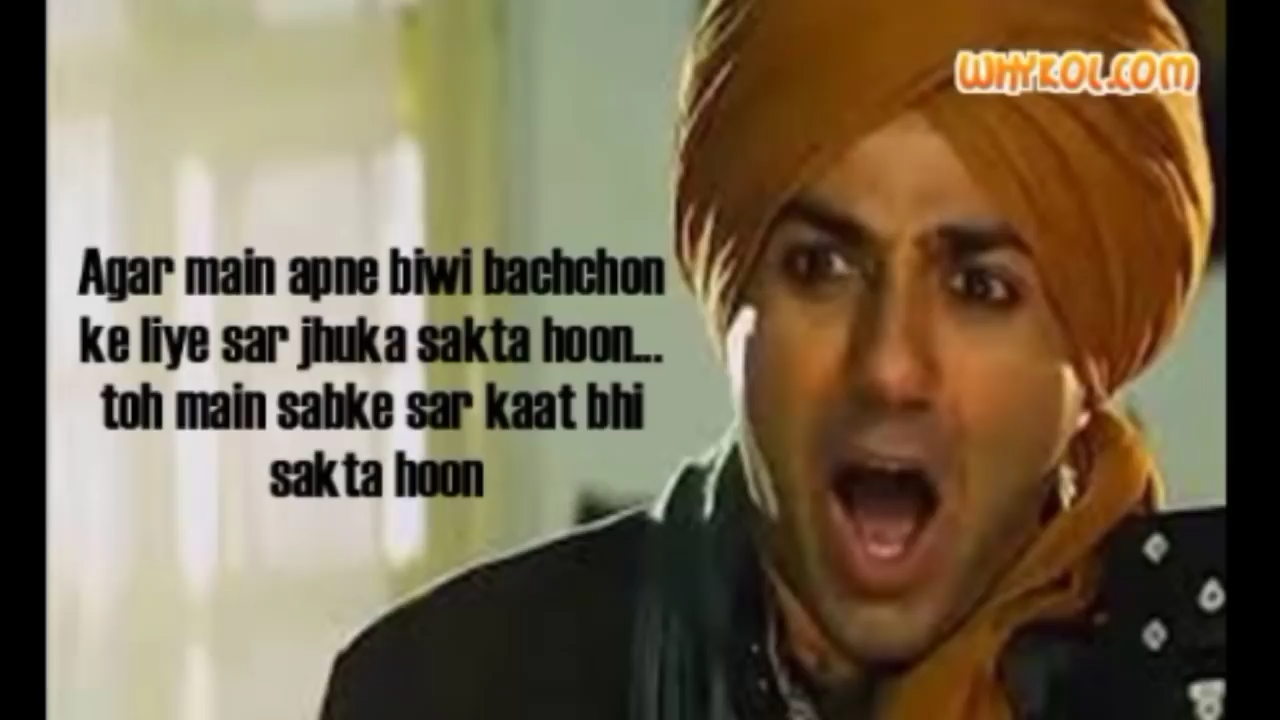 WHYKOL.COM
Agar main apne biwi bachchon
ke liye sar jhuka sakta hoon...
toh main sabke sar kaat bhi
sakta hoon